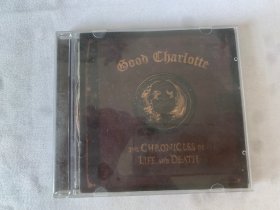 Good Charlotte
THE CHRONICLES OF
LIFE AND DEATH